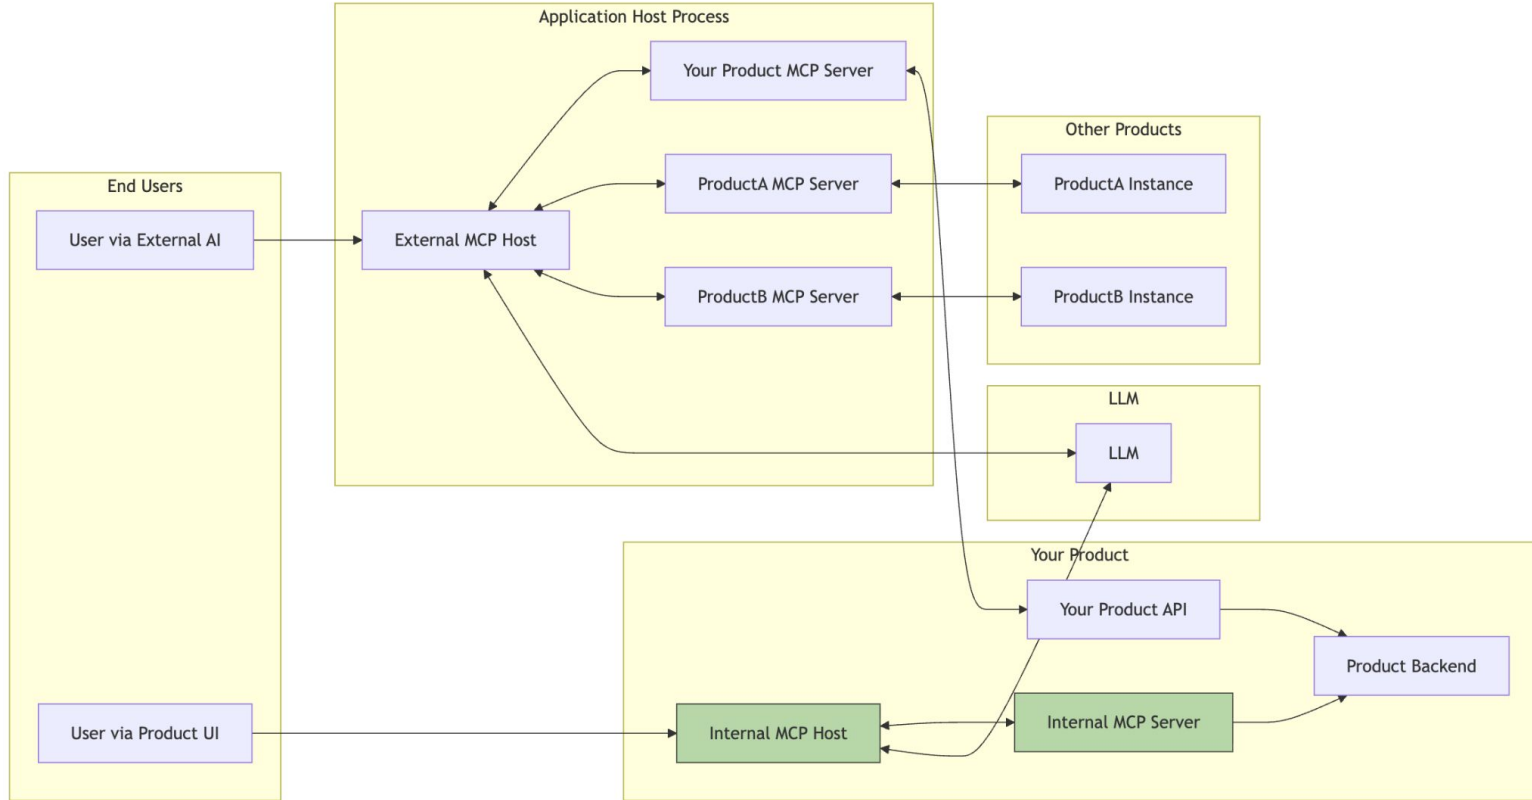 Application Host Process
Your Product MCP Server
Other Products
End Users
ProductA MCP Server
ProductA Instance
User via External AI
External MCP Host
ProductB MCP Server
ProductB Instance
LLM
LLM
Your Product
Your Product API
Product Backend
User via Product UI
Internal MCP Host
Internal MCP Server